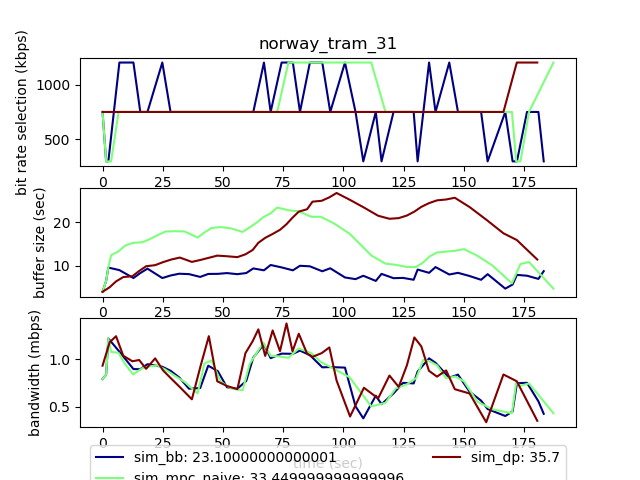 norway_tram_31
bit rate selection (kbps)
1000
500
0 25 50 75 100 125 150 175
buffer size (sec)
20
10
0 25 50 75 100 125 150 175
bandwidth (mbps)
1.0
0.5
0 25 50 75 100 125 150 175
time (sec)
sim_bb: 23.10000000000001 sim_dp: 35.7
sim_mpc_naive: 33.449999999999996